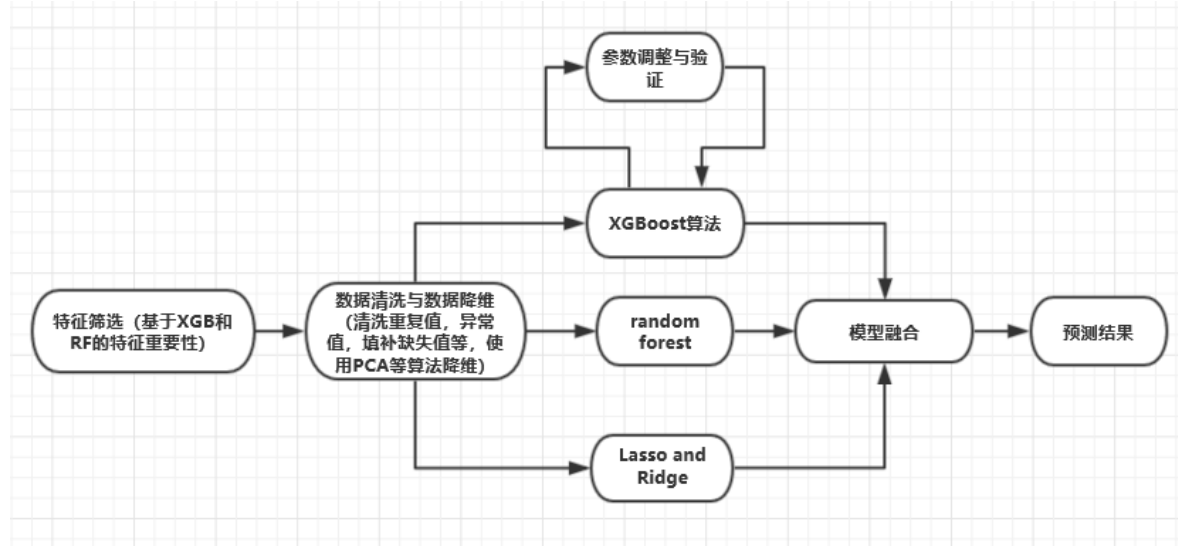 参数调整与验
证
XGBoost算法
特征筛选（基于XGB和
RF的特征重要性）
数据清洗与数据降维
（清洗重复值，异常
值，填补缺失值等，使
用PCA等算法降维）
random
forest
模型融合
预测结果
Lasso and
Ridge